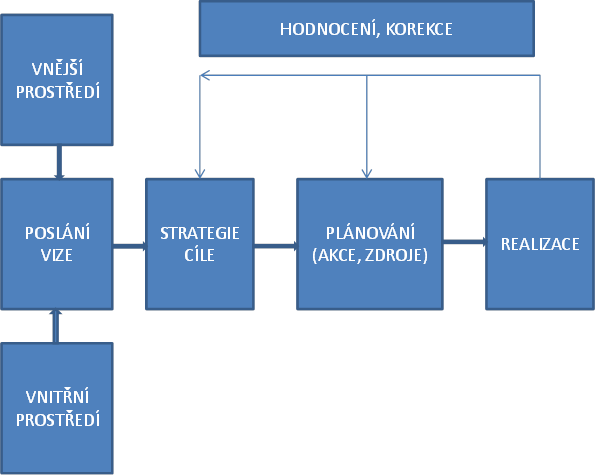 HODNOCENÍ, KOREKCE
VNĚJŠÍ
PROSTŘEDÍ
POSLÁNÍ
VIZE
STRATEGIE
CÍLE
PLÁNOVÁNÍ
(AKCE, ZDROJE)
REALIZACE
VNITŘNÍ
PROSTŘEDÍ